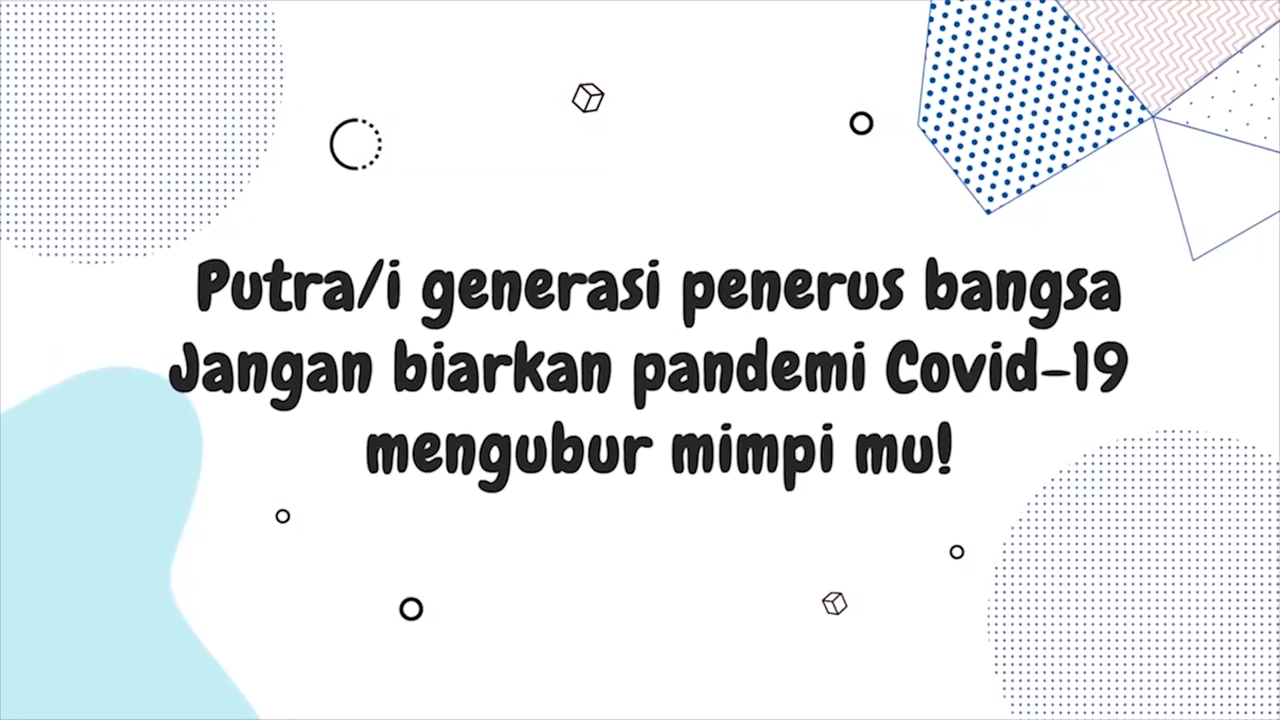 Putra/i generasi penerus bangsa
Jangan biarkan pandemi Covid-19
mengubur mimpi mu!